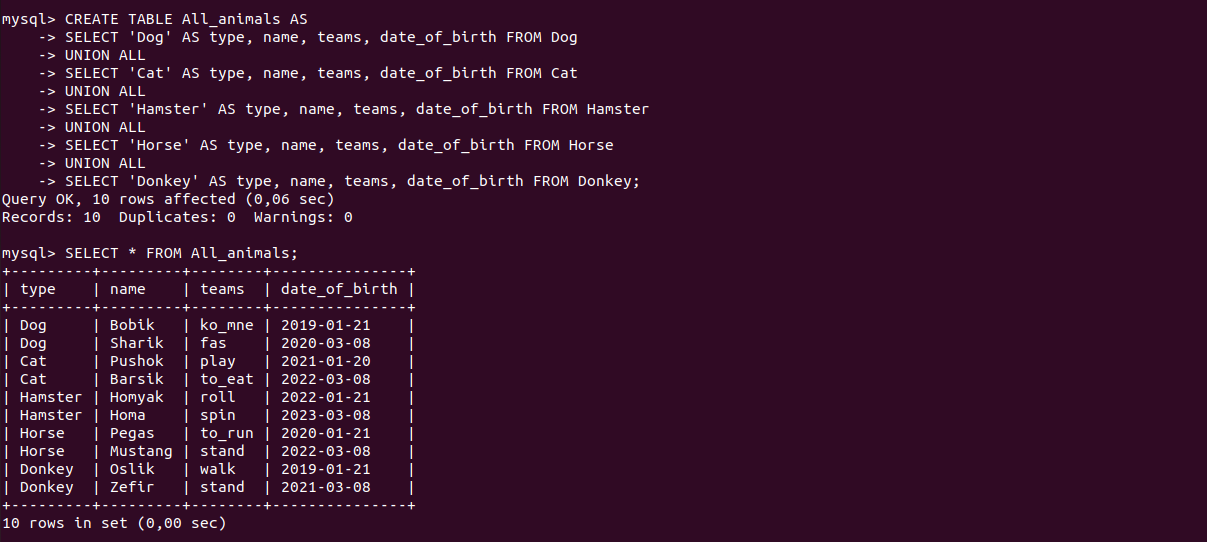 mysql> CREATE TABLE All_animals AS
    -> SELECT 'Dog' AS type, name, teams, date_of_birth FROM Dog
    -> UNION ALL
    -> SELECT 'Cat' AS type, name, teams, date_of_birth FROM Cat
    -> UNION ALL
    -> SELECT 'Hamster' AS type, name, teams, date_of_birth FROM Hamster
    -> UNION ALL
    -> SELECT 'Horse' AS type, name, teams, date_of_birth FROM Horse
    -> UNION ALL
    -> SELECT 'Donkey' AS type, name, teams, date_of_birth FROM Donkey;
Query OK, 10 rows affected (0,06 sec)
Records: 10  Duplicates: 0  Warnings: 0

mysql> SELECT * FROM All_animals;
+---------+---------+--------+---------------+
| type    | name    | teams  | date_of_birth |
+---------+---------+--------+---------------+
| Dog     | Bobik   | ko_mne | 2019-01-21    |
| Dog     | Sharik  | fas    | 2020-03-08    |
| Cat     | Pushok  | play   | 2021-01-20    |
| Cat     | Barsik  | to_eat | 2022-03-08    |
| Hamster | Homyak  | roll   | 2022-01-21    |
| Hamster | Homa    | spin   | 2023-03-08    |
| Horse   | Pegas   | to_run | 2020-01-21    |
| Horse   | Mustang | stand  | 2022-03-08    |
| Donkey  | Oslik   | walk   | 2019-01-21    |
| Donkey  | Zefir   | stand  | 2021-03-08    |
+---------+---------+--------+---------------+
10 rows in set (0,00 sec)